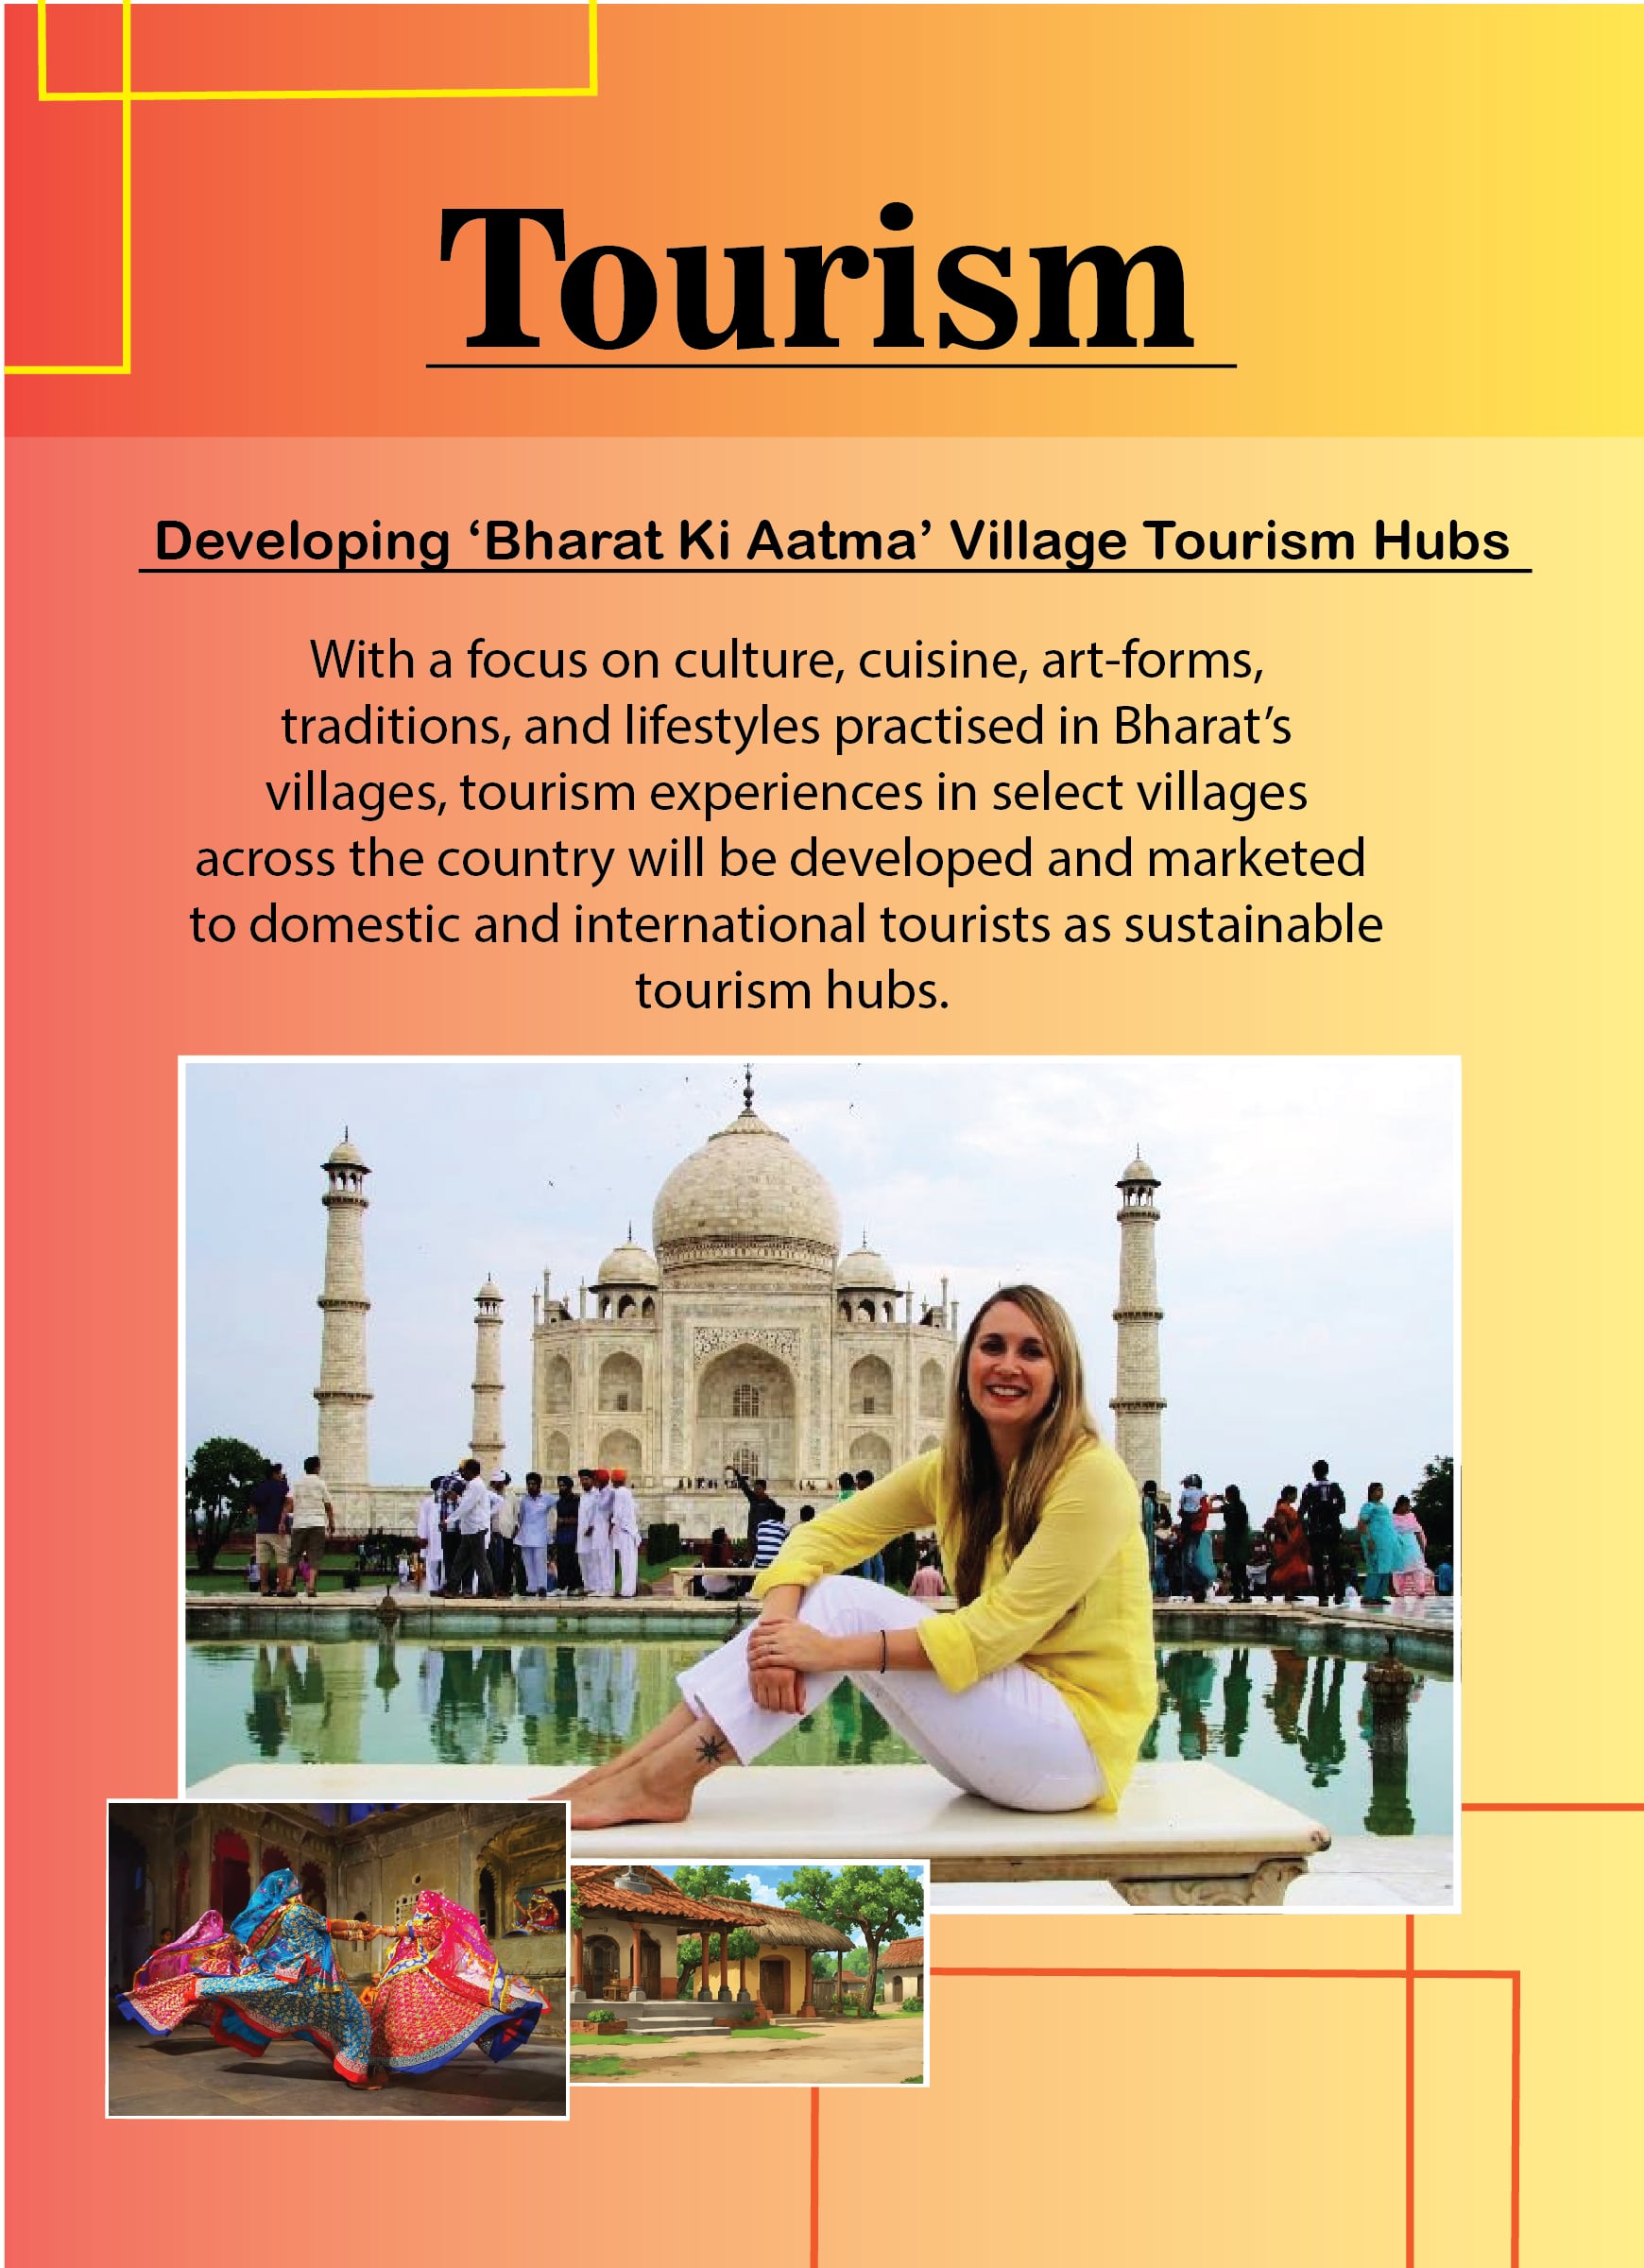 Tourism
Developing ‘Bharat Ki Aatma’ Village Tourism Hubs
With a focus on culture, cuisine, art-forms,
traditions, and lifestyles practised in Bharat’s
villages, tourism experiences in select villages
across the country will be developed and marketed
to domestic and international tourists as sustainable
tourism hubs.